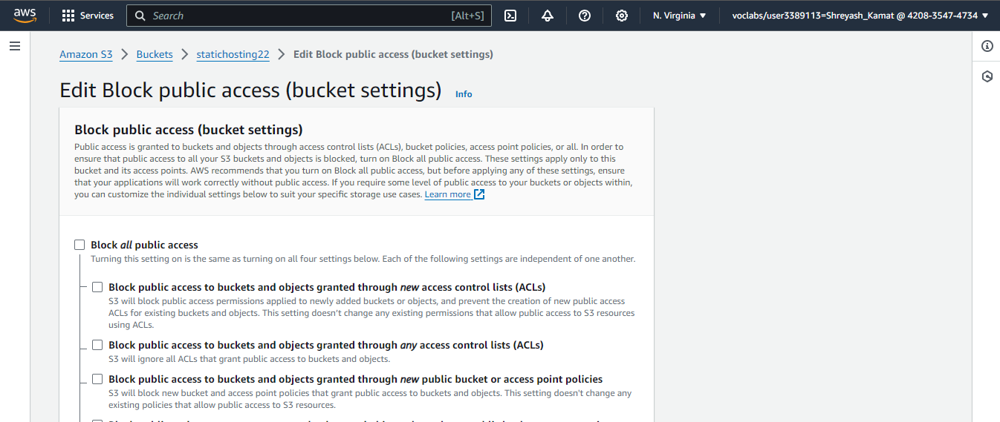 aws
Services
Search
[Alt+S]
N. Virginia
voclabs/user3389113=Shreyash_Kamat @ 4208-3547-4734
Amazon S3
Buckets
statichosting22
Edit Block public access (bucket settings)
Edit Block public access (bucket settings)
Info
Block public access (bucket settings)
Public access is granted to buckets and objects through access control lists (ACLs), bucket policies, access point policies, or all. In order to
ensure that public access to all your S3 buckets and objects is blocked, turn on Block all public access. These settings apply only to this
bucket and its access points. AWS recommends that you turn on Block all public access, but before applying any of these settings, ensure
that your applications will work correctly without public access. If you require some level of public access to your buckets or objects within,
you can customize the individual settings below to suit your specific storage use cases. Learn more
Block all public access
Turning this setting on is the same as turning on all four settings below. Each of the following settings are independent of one another.
Block public access to buckets and objects granted through new access control lists (ACLs)
S3 will block public access permissions applied to newly added buckets or objects, and prevent the creation of new public access
ACLs for existing buckets and objects. This setting doesn't change any existing permissions that allow public access to S3 resources
using ACLs.
Block public access to buckets and objects granted through any access control lists (ACLs)
S3 will ignore all ACLs that grant public access to buckets and objects.
Block public access to buckets and objects granted through new public bucket or access point policies
S3 will block new bucket and access point policies that grant public access to buckets and objects. This setting doesn't change any
existing policies that allow public access to S3 resources.